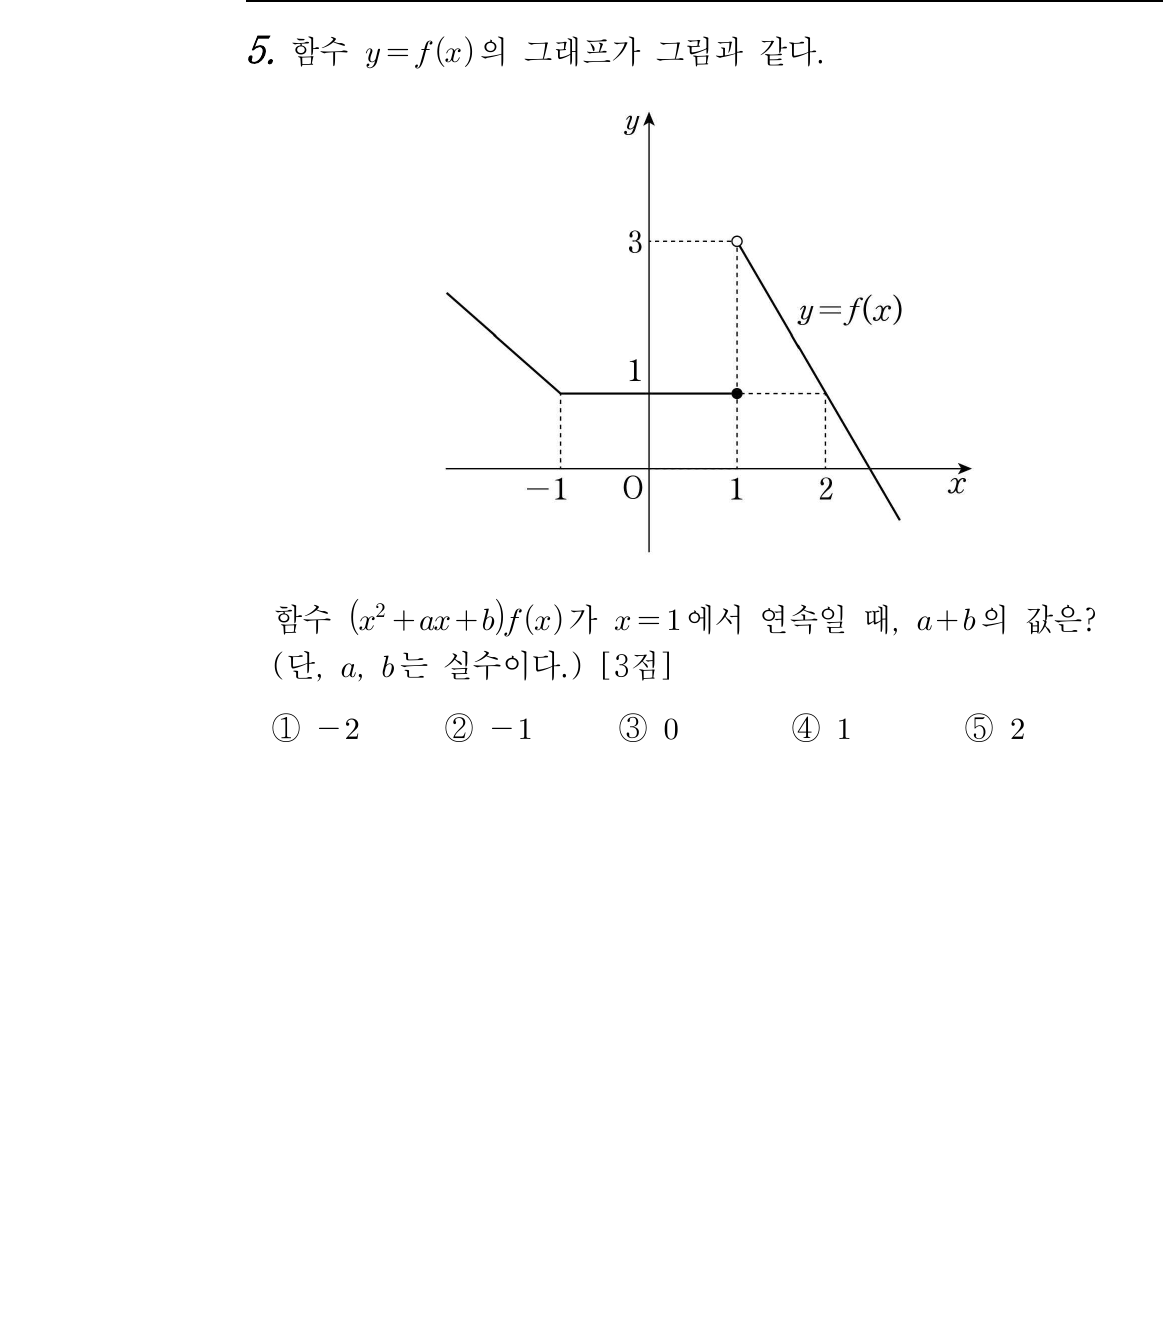 5. 함수 y=f(x)의 그래프가 그림과 같다.
y
3
y=f(x)
1
−1 O 1 2 x
함수 (x²+ax+b)f(x)가 x=1에서 연속일 때, a+b의 값은?
(단, a, b는 실수이다.) [3점]
① −2 ② −1 ③ 0 ④ 1 ⑤ 2